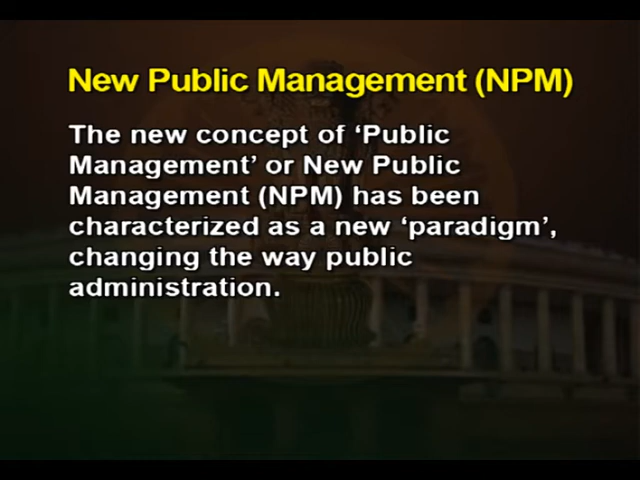 New Public Management (NPM)
The new concept of ‘Public
Management’ or New Public
Management (NPM) has been
characterized as a new ‘paradigm’,
changing the way public
administration.